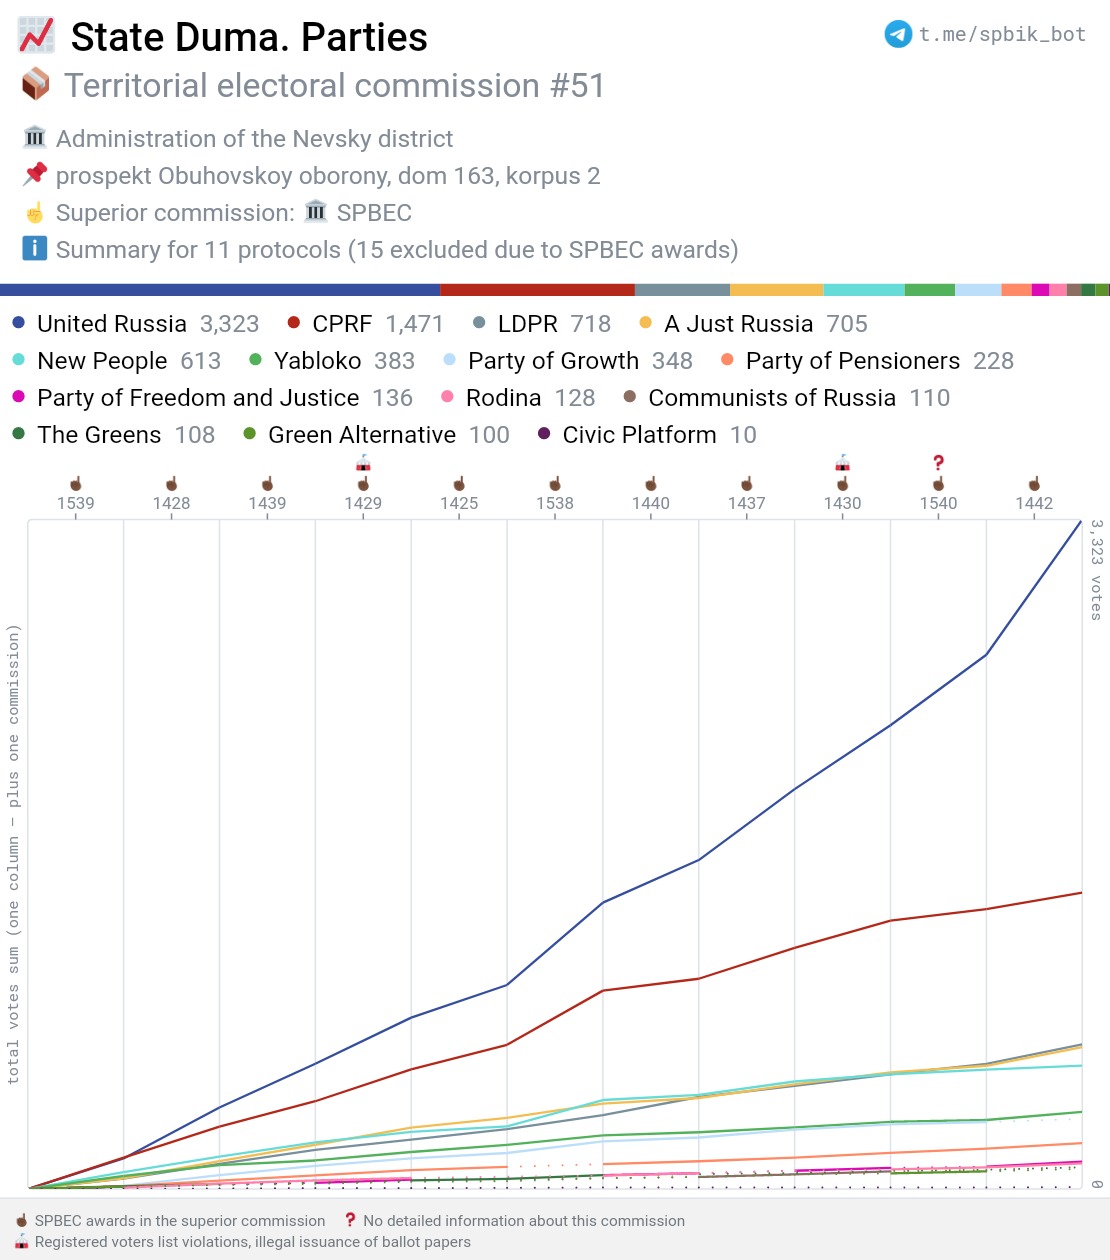 State Duma. Parties
t.me/spbik_bot
Territorial electoral commission #51
Administration of the Nevsky district
prospekt Obuhovskoy oborony, dom 163, korpus 2
Superior commission: SPBEC
Summary for 11 protocols (15 excluded due to SPBEC awards)
United Russia 3,323 CPRF 1,471 LDPR 718 A Just Russia 705
New People 613 Yabloko 383 Party of Growth 348 Party of Pensioners 228
Party of Freedom and Justice 136 Rodina 128 Communists of Russia 110
The Greens 108 Green Alternative 100 Civic Platform 10
1539 1428 1439 1429 1425 1538 1440 1437 1430 1540 1442
3,323 votes
total votes sum (one column – plus one commission)
0
SPBEC awards in the superior commission ? No detailed information about this commission
Registered voters list violations, illegal issuance of ballot papers